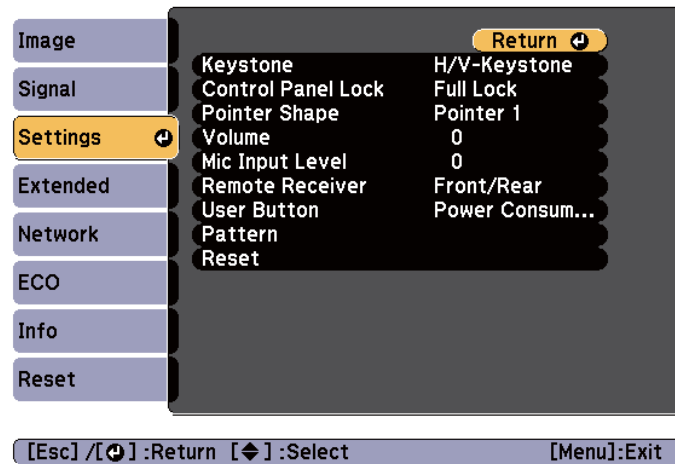 Image
Signal
Settings
Extended
Network
ECO
Info
Reset
Return
Keystone H/V-Keystone
Control Panel Lock Full Lock
Pointer Shape Pointer 1
Volume 0
Mic Input Level 0
Remote Receiver Front/Rear
User Button Power Consum...
Pattern
Reset
[Esc] /[⏎] :Return [◆] :Select [Menu]:Exit